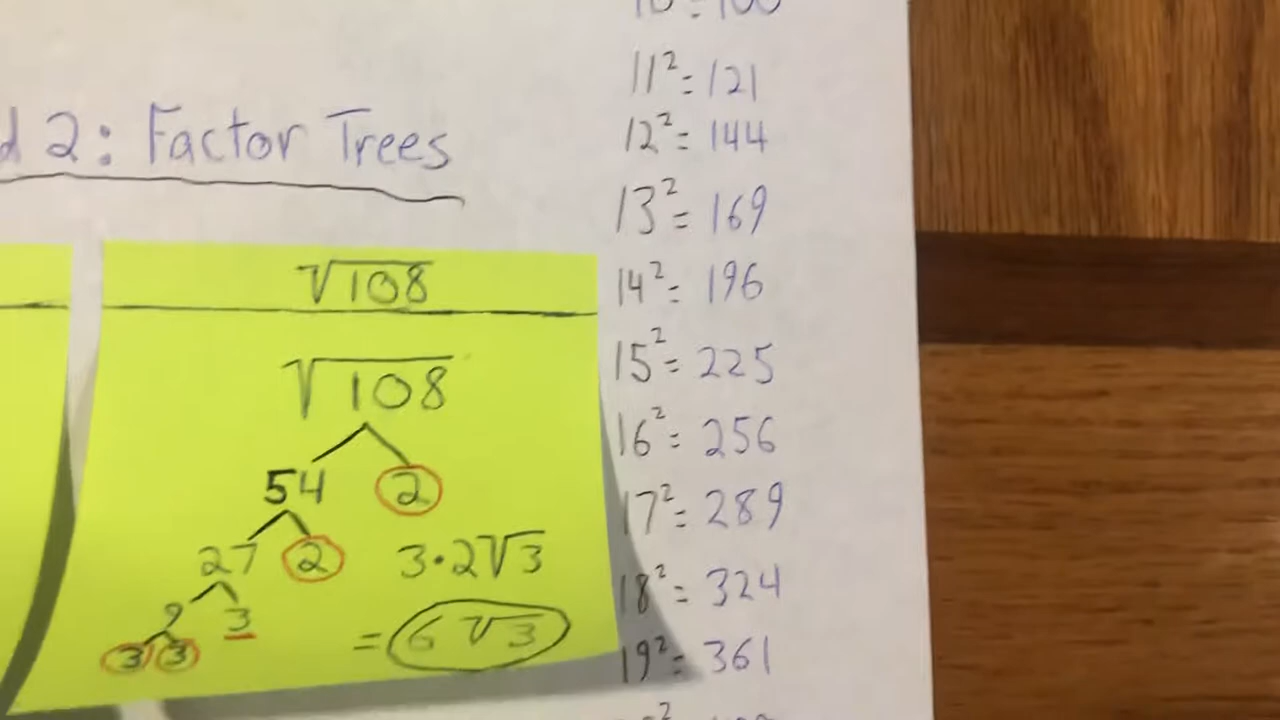 d 2: Factor Trees
√108
√108
54 2
27 2
9 3
3 3
3•2√3
= 6√3
11² = 121
12² = 144
13² = 169
14² = 196
15² = 225
16² = 256
17² = 289
18² = 324
19² = 361